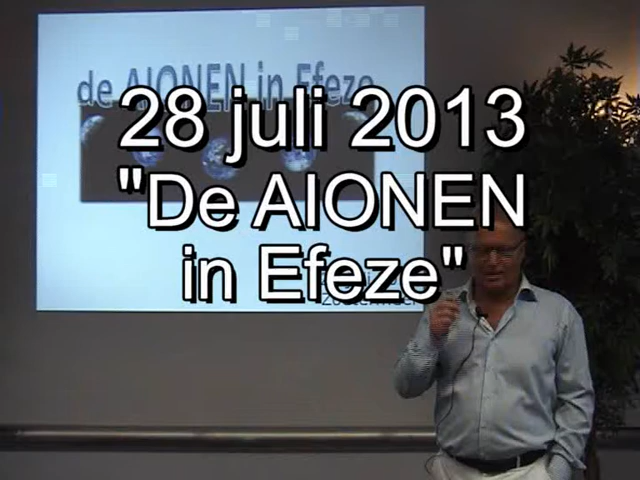 de AIONEN in Efeze
28 juli 2013
"De AIONEN
in Efeze"